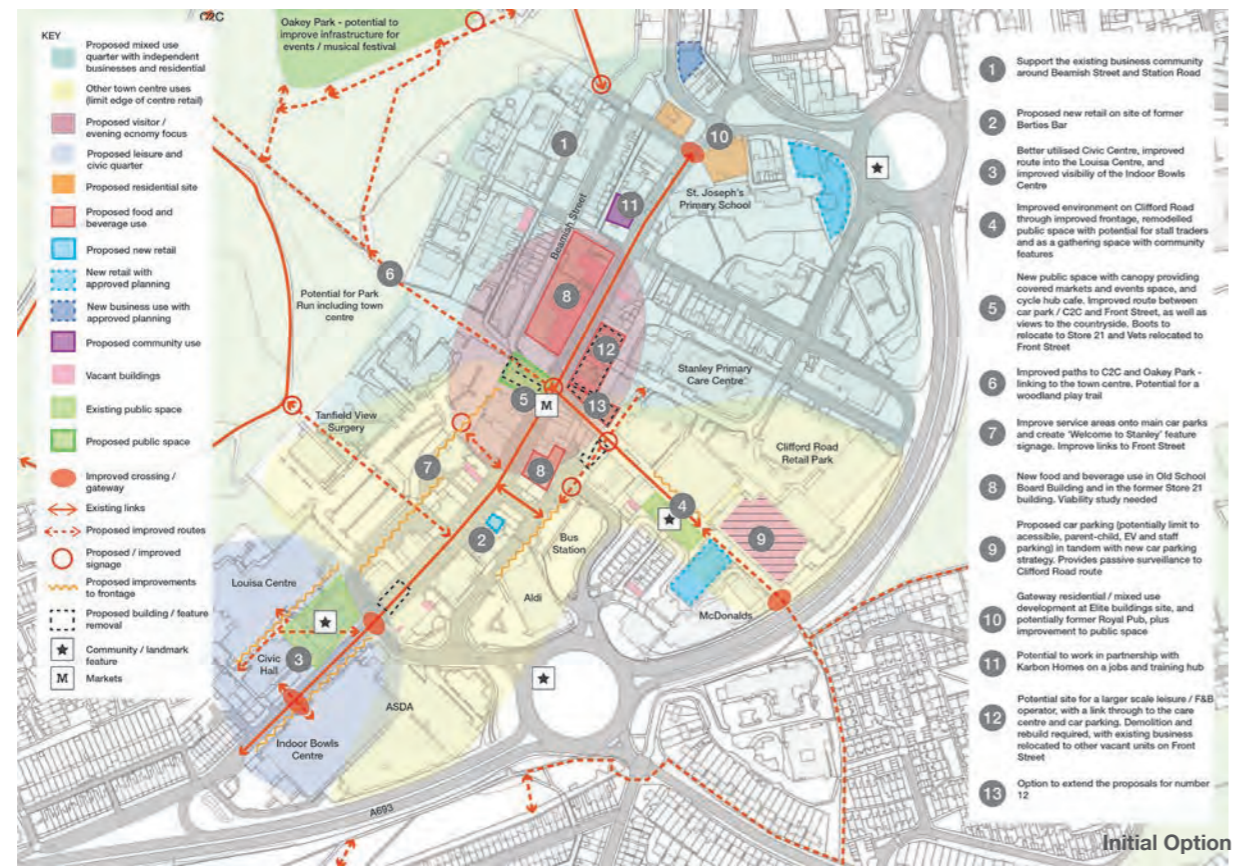 C2C
Oakey Park - potential to
improve infrastructure for
events / musical festival
KEY
Proposed mixed use
quarter with independent
businesses and residential
Other town centre uses
(limit edge of centre retail)
Proposed visitor /
evening ecnomy focus
Proposed leisure and
civic quarter
Proposed residential site
Proposed food and
beverage use
Proposed new retail
New retail with
approved planning
New business use with
approved planning
Proposed community use
Vacant buildings
Existing public space
Proposed public space
Improved crossing /
gateway
Existing links
Proposed improved routes
Proposed / improved
signage
Proposed improvements
to frontage
Proposed building / feature
removal
Community / landmark
feature
M
Markets
1
10
St. Joseph's
Primary School
11
Beamish Street
6
Potential for Park
Run including town
centre
8
12
Stanley Primary
Care Centre
5
M
13
Tanfield View
Surgery
Clifford Road
Retail Park
7
8
4
9
2
Bus
Station
Louisa Centre
Aldi
McDonalds
3
Civic
Hall
ASDA
Indoor Bowls
Centre
A693
1
Support the existing business community
around Beamish Street and Station Road
2
Proposed new retail on site of former
Berties Bar
3
Better utilised Civic Centre, improved
route into the Louisa Centre, and
improved visibiliy of the Indoor Bowls
Centre
4
Improved environment on Clifford Road
through improved frontage, remodelled
public space with potential for stall traders
and as a gathering space with community
features
5
New public space with canopy providing
covered markets and events space, and
cycle hub cafe. Improved route between
car park / C2C and Front Street, as well as
views to the countryside. Boots to
relocate to Store 21 and Vets relocated to
Front Street
6
Improved paths to C2C and Oakey Park -
linking to the town centre. Potential for a
woodland play trail
7
Improve service areas onto main car parks
and create 'Welcome to Stanley' feature
signage. Improve links to Front Street
8
New food and beverage use in Old School
Board Building and in the former Store 21
building. Viability study needed
9
Proposed car parking (potentially limit to
acessible, parent-child, EV and staff
parking) in tandem with new car parking
strategy. Provides passive surveillance to
Clifford Road route
10
Gateway residential / mixed use
development at Elite buildings site, and
potentially former Royal Pub, plus
improvement to public space
11
Potential to work in partnership with
Karbon Homes on a jobs and training hub
12
Potential site for a larger scale leisure / F&B
operator, with a link through to the care
centre and car parking. Demolition and
rebuild required, with existing business
relocated to other vacant units on Front
Street
13
Option to extend the proposals for number
12
Initial Option